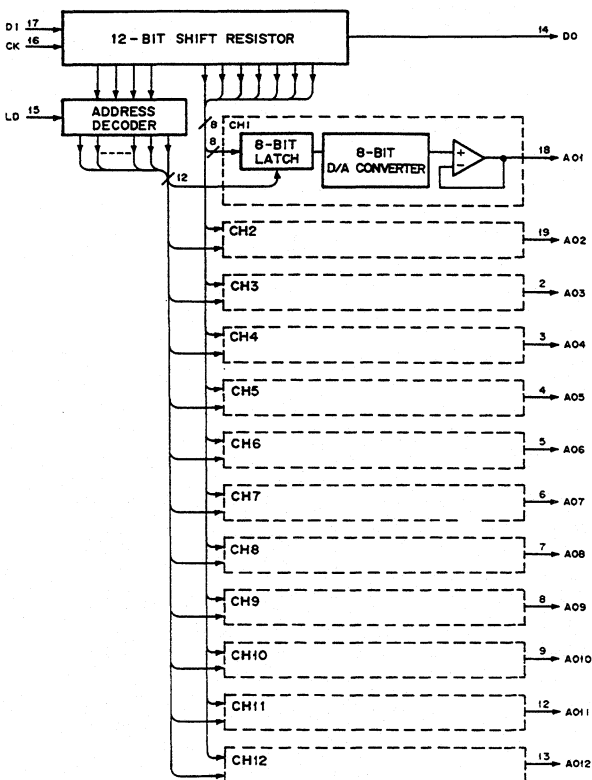 DI 17
CK 16
12-BIT SHIFT RESISTOR
14 DO
LD 15
ADDRESS DECODER
8
8
12
CH1
8-BIT LATCH
8-BIT D/A CONVERTER
+
-
18 AO1
CH2
19 AO2
CH3
2 AO3
CH4
3 AO4
CH5
4 AO5
CH6
5 AO6
CH7
6 AO7
CH8
7 AO8
CH9
8 AO9
CH10
9 AO10
CH11
12 AO11
CH12
13 AO12